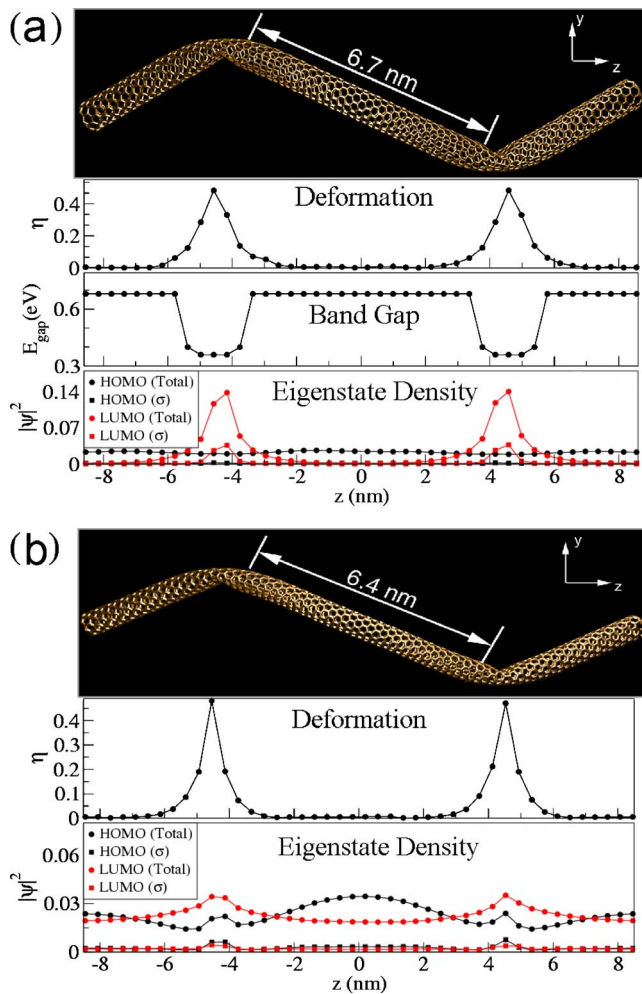 (a)
6.7 nm
y
z
Deformation
0.4
0.2
0
η
Band Gap
0.6
0.3
E_gap(eV)
Eigenstate Density
HOMO (Total)
HOMO (σ)
LUMO (Total)
LUMO (σ)
0.14
0.07
0
|ψ|²
-8 -6 -4 -2 0 2 4 6 8
z (nm)
(b)
6.4 nm
y
z
Deformation
0.4
0.3
0.2
0.1
0
η
Eigenstate Density
HOMO (Total)
HOMO (σ)
LUMO (Total)
LUMO (σ)
0.06
0.03
0
|ψ|²
-8 -6 -4 -2 0 2 4 6 8
z (nm)